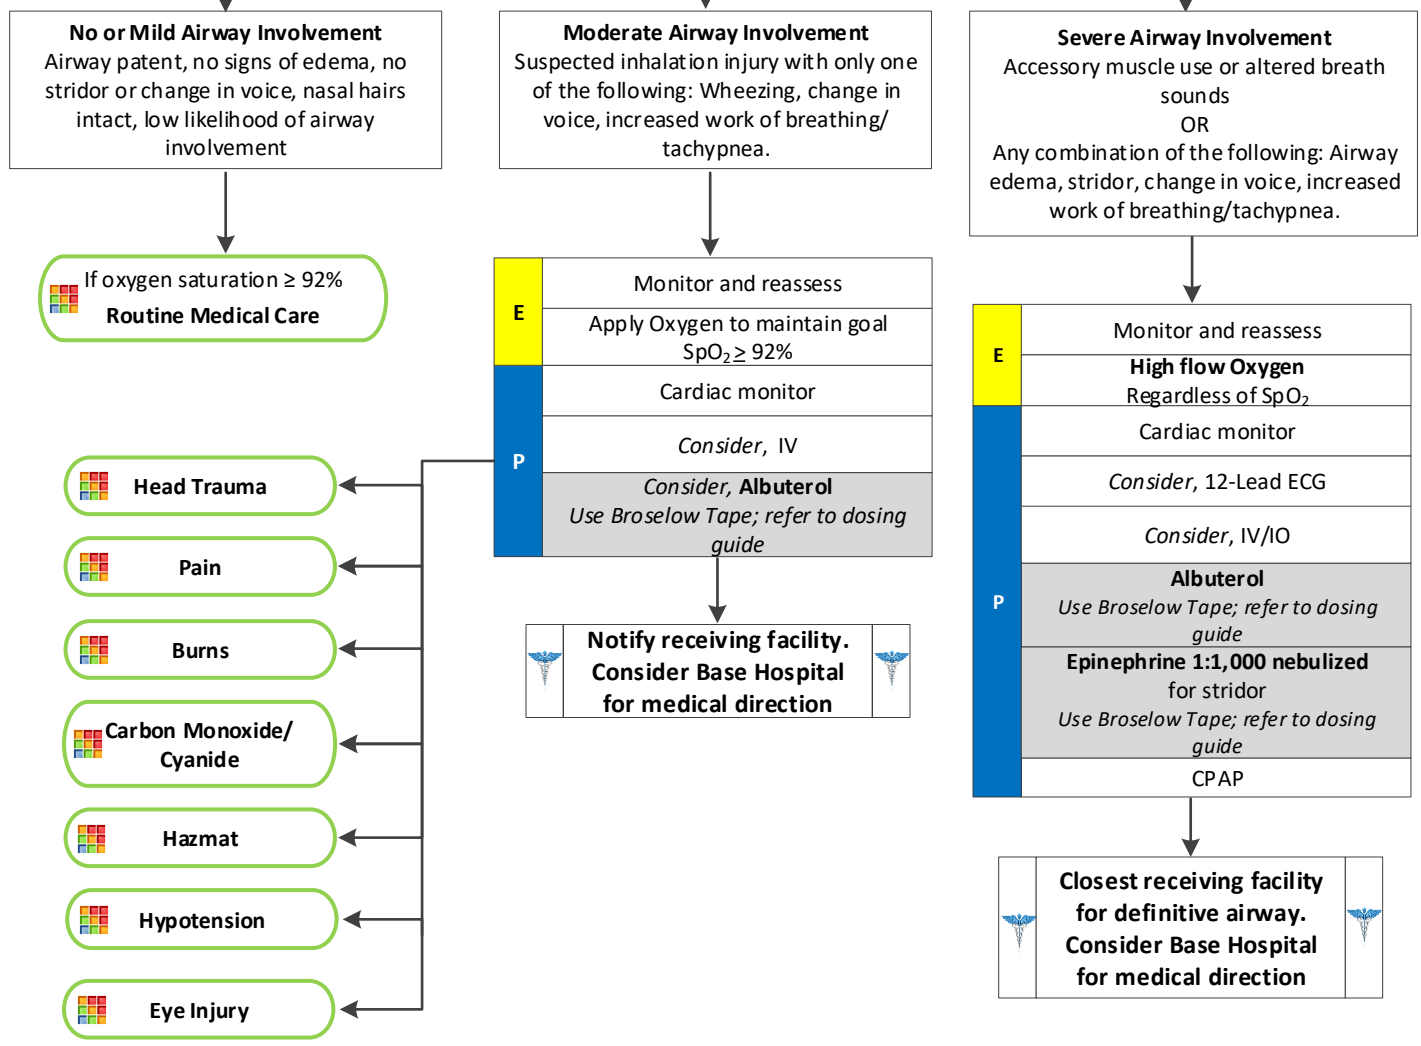 No or Mild Airway Involvement
Airway patent, no signs of edema, no
stridor or change in voice, nasal hairs
intact, low likelihood of airway
involvement
If oxygen saturation ≥ 92%
Routine Medical Care
Moderate Airway Involvement
Suspected inhalation injury with only one
of the following: Wheezing, change in
voice, increased work of breathing/
tachypnea.
E
Monitor and reassess
Apply Oxygen to maintain goal
SpO₂ ≥ 92%
P
Cardiac monitor
Consider, IV
Consider, Albuterol
Use Broselow Tape; refer to dosing
guide
Head Trauma
Pain
Burns
Carbon Monoxide/
Cyanide
Hazmat
Hypotension
Eye Injury
Notify receiving facility.
Consider Base Hospital
for medical direction
Severe Airway Involvement
Accessory muscle use or altered breath
sounds
OR
Any combination of the following: Airway
edema, stridor, change in voice, increased
work of breathing/tachypnea.
E
Monitor and reassess
High flow Oxygen
Regardless of SpO₂
P
Cardiac monitor
Consider, 12-Lead ECG
Consider, IV/IO
Albuterol
Use Broselow Tape; refer to dosing
guide
Epinephrine 1:1,000 nebulized
for stridor
Use Broselow Tape; refer to dosing
guide
CPAP
Closest receiving facility
for definitive airway.
Consider Base Hospital
for medical direction